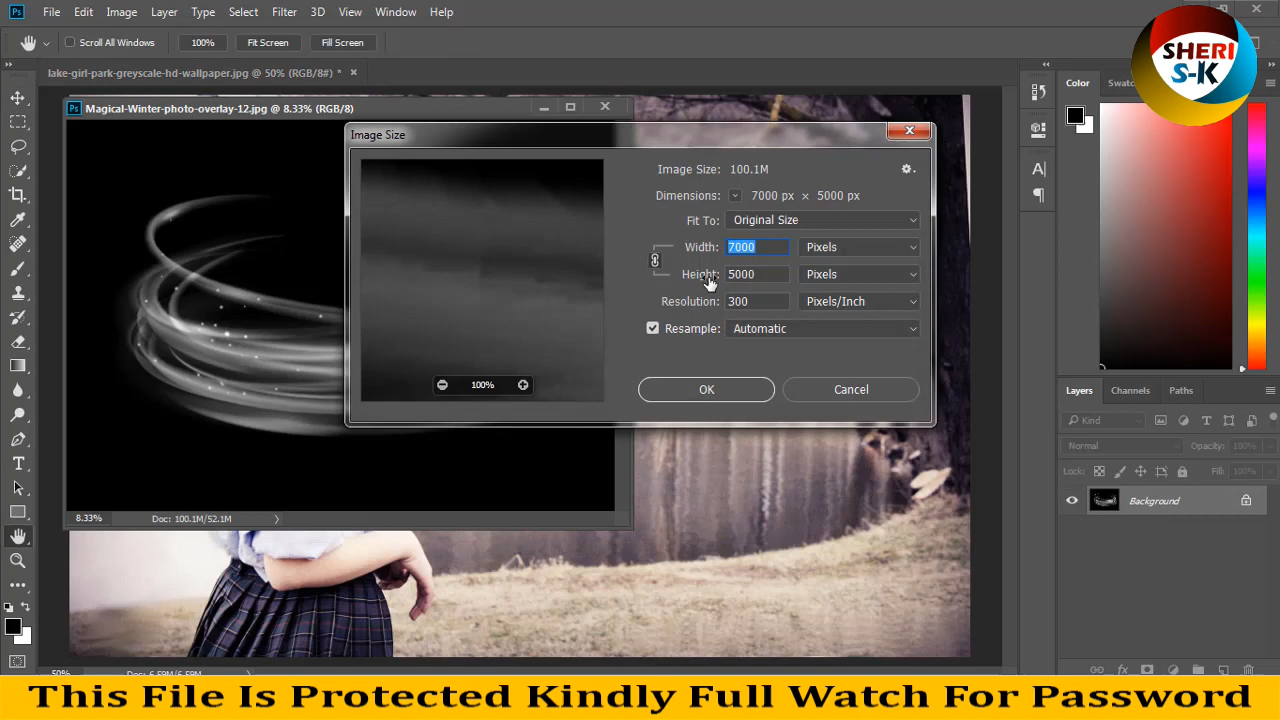 Ps File Edit Image Layer Type Select Filter 3D View Window Help
Scroll All Windows 100% Fit Screen Fill Screen
lake-girl-park-greyscale-hd-wallpaper.jpg @ 50% (RGB/8#) *
SHERI
S-K
Color Swatc
Ps Magical-Winter-photo-overlay-12.jpg @ 8.33% (RGB/8)
Image Size
Image Size: 100.1M
Dimensions: 7000 px × 5000 px
Fit To: Original Size
Width: 7000 Pixels
Height: 5000 Pixels
Resolution: 300 Pixels/Inch
Resample: Automatic
100%
OK Cancel
Layers Channels Paths
Kind
Normal Opacity: 100%
Lock: Fill: 100%
Background
8.33% Doc: 100.1M/52.1M
50% Doc: 6.59M/6.59M
This File Is Protected Kindly Full Watch For Password